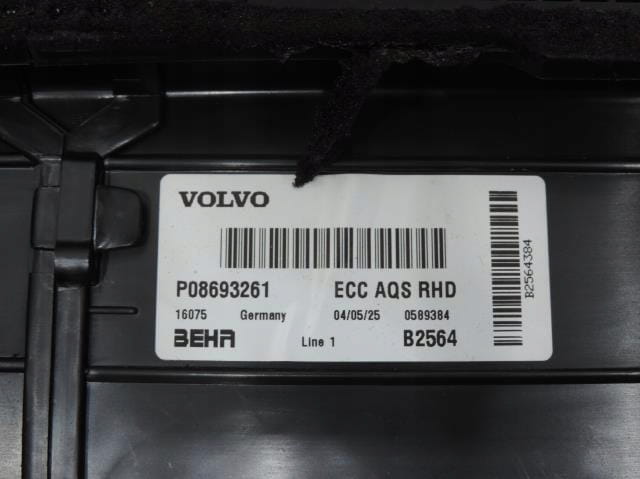 VOLVO
P08693261 ECC AQS RHD
16075 Germany 04/05/25 0589384
BEHR Line 1 B2564
B2564384